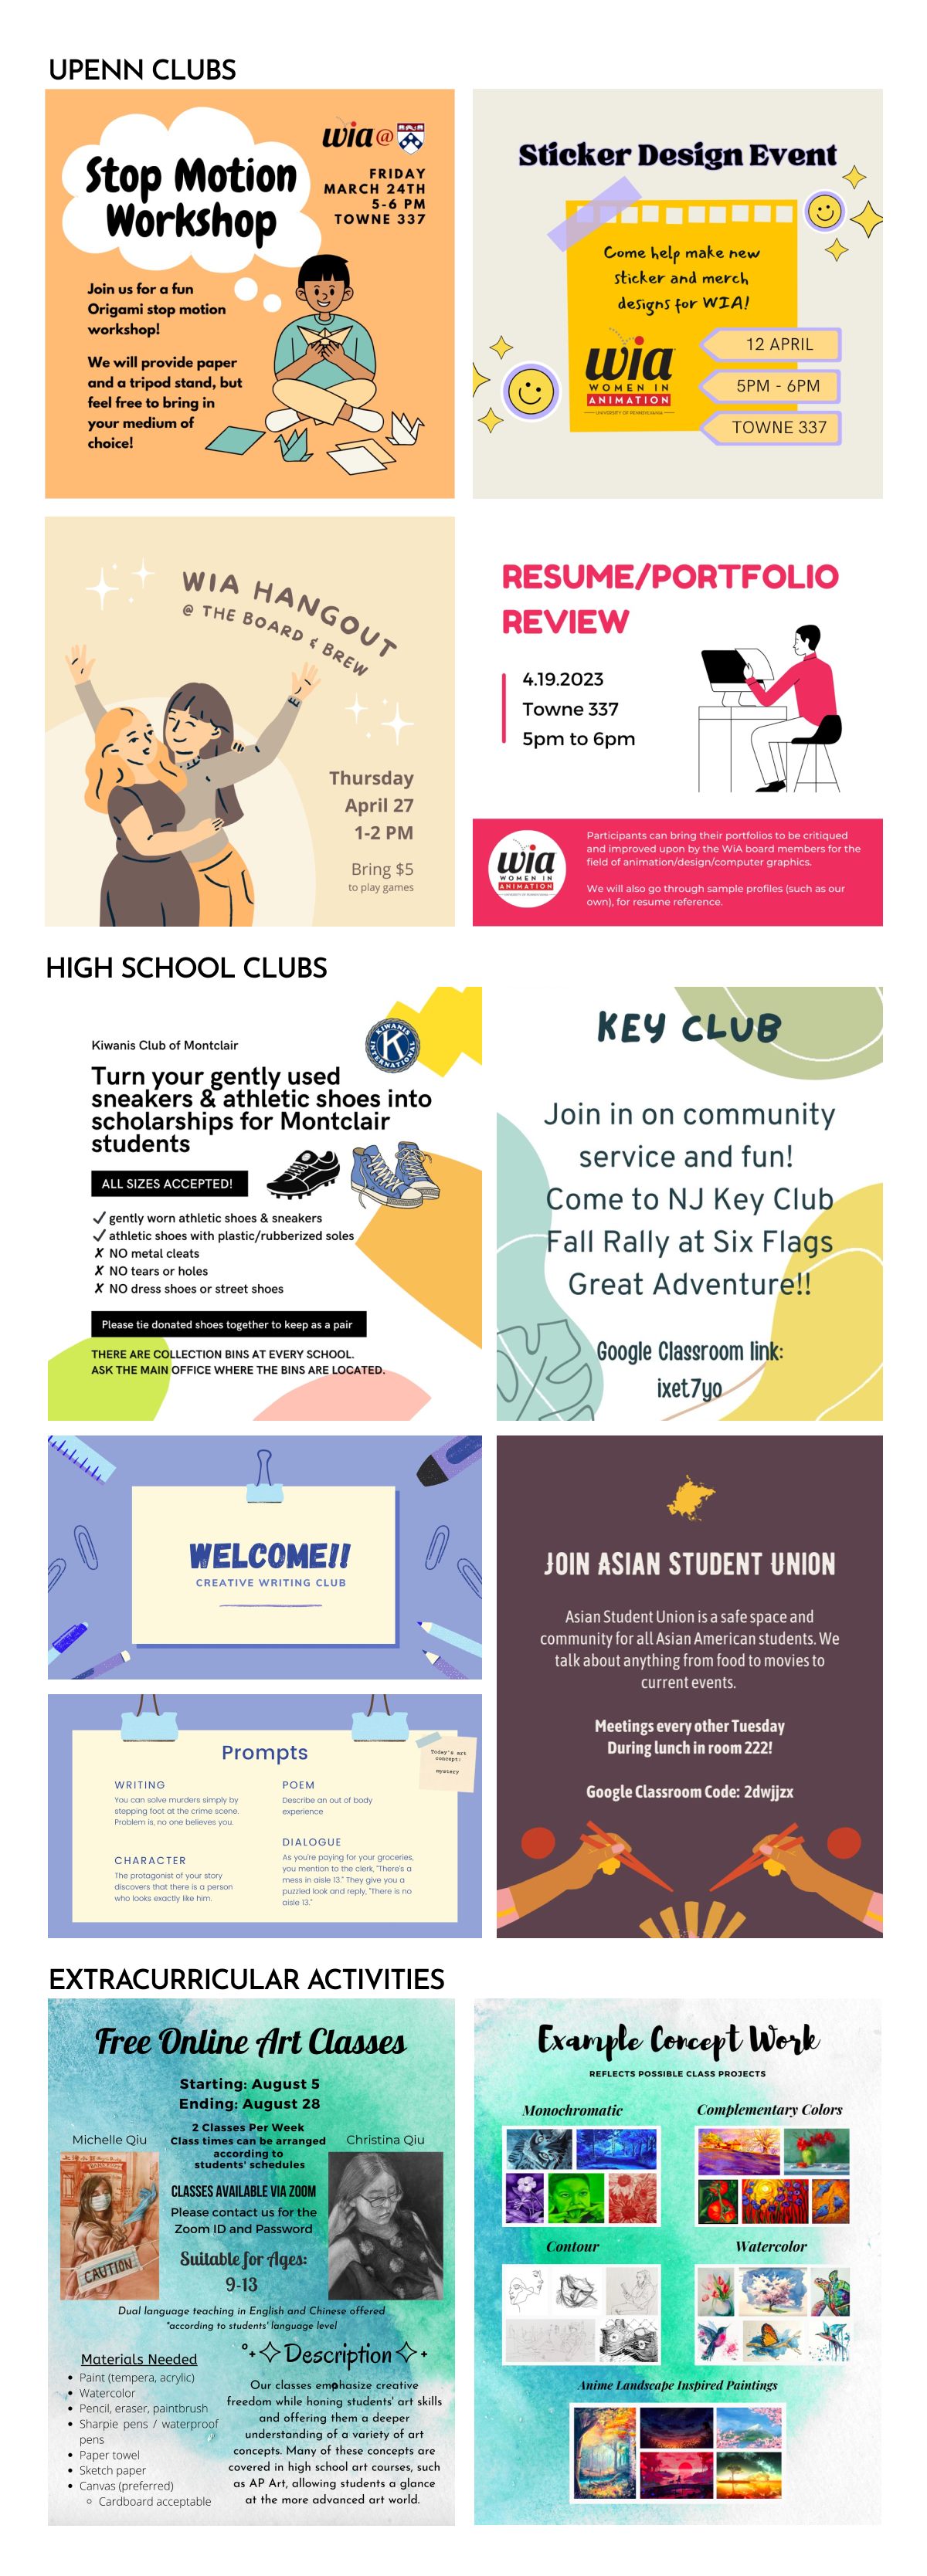 UPENN CLUBS
Stop Motion
Workshop
wia@
FRIDAY
MARCH 24TH
5-6 PM
TOWNE 337
Join us for a fun
Origami stop motion
workshop!
We will provide paper
and a tripod stand, but
feel free to bring in
your medium of
choice!
Sticker Design Event
Come help make new
sticker and merch
designs for WIA!
wia
WOMEN IN
ANIMATION
UNIVERSITY OF PENNSYLVANIA
12 APRIL
5PM - 6PM
TOWNE 337
WIA HANGOUT
@ THE BOARD & BREW
Thursday
April 27
1-2 PM
Bring $5
to play games
RESUME/PORTFOLIO
REVIEW
4.19.2023
Towne 337
5pm to 6pm
wia
WOMEN IN
ANIMATION
Participants can bring their portfolios to be critiqued
and improved upon by the WiA board members for the
field of animation/design/computer graphics.
We will also go through sample profiles (such as our
own), for resume reference.
HIGH SCHOOL CLUBS
Kiwanis Club of Montclair
KIWANIS
K
INTERNATIONAL
Turn your gently used
sneakers & athletic shoes into
scholarships for Montclair
students
ALL SIZES ACCEPTED!
✓ gently worn athletic shoes & sneakers
✓ athletic shoes with plastic/rubberized soles
✗ NO metal cleats
✗ NO tears or holes
✗ NO dress shoes or street shoes
Please tie donated shoes together to keep as a pair
THERE ARE COLLECTION BINS AT EVERY SCHOOL.
ASK THE MAIN OFFICE WHERE THE BINS ARE LOCATED.
KEY CLUB
Join in on community
service and fun!
Come to NJ Key Club
Fall Rally at Six Flags
Great Adventure!!
Google Classroom link:
ixet7yo
WELCOME!!
CREATIVE WRITING CLUB
Prompts
Today's art
concept:
mystery
WRITING
You can solve murders simply by
stepping foot at the crime scene.
Problem is, no one believes you.
CHARACTER
The protagonist of your story
discovers that there is a person
who looks exactly like him.
POEM
Describe an out of body
experience
DIALOGUE
As you're paying for your groceries,
you mention to the clerk, "There's a
mess in aisle 13." They give you a
puzzled look and reply, "There is no
aisle 13."
JOIN ASIAN STUDENT UNION
Asian Student Union is a safe space and
community for all Asian American students. We
talk about anything from food to movies to
current events.
Meetings every other Tuesday
During lunch in room 222!
Google Classroom Code: 2dwjjzx
EXTRACURRICULAR ACTIVITIES
Free Online Art Classes
Starting: August 5
Ending: August 28
2 Classes Per Week
Class times can be arranged
according to
students' schedules
Michelle Qiu
Christina Qiu
CAUTION
CLASSES AVAILABLE VIA ZOOM
Please contact us for the
Zoom ID and Password
Suitable for Ages:
9-13
Dual language teaching in English and Chinese offered
*according to students' language level
Materials Needed
• Paint (tempera, acrylic)
• Watercolor
• Pencil, eraser, paintbrush
• Sharpie pens / waterproof
pens
• Paper towel
• Sketch paper
• Canvas (preferred)
◦ Cardboard acceptable
Description
Our classes emphasize creative
freedom while honing students' art skills
and offering them a deeper
understanding of a variety of art
concepts. Many of these concepts are
covered in high school art courses, such
as AP Art, allowing students a glance
at the more advanced art world.
Example Concept Work
REFLECTS POSSIBLE CLASS PROJECTS
Monochromatic
Complementary Colors
Contour
Watercolor
Anime Landscape Inspired Paintings